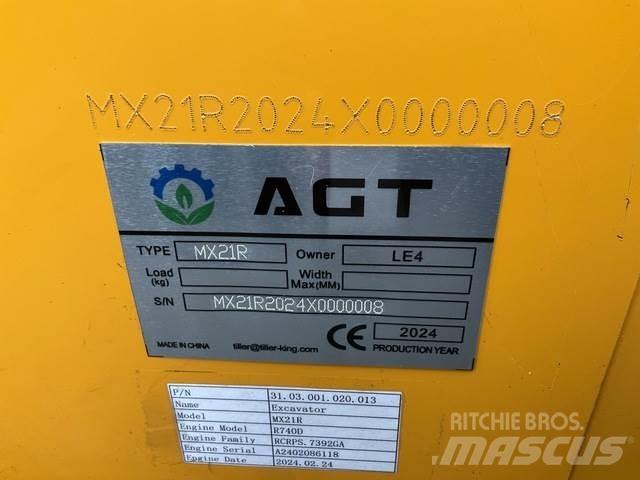 MX21R2024X0000008
AGT
TYPE MX21R Owner LE4
Load (kg) Width Max(MM)
S/N MX21R2024X0000008
CE 2024
MADE IN CHINA tiller@tiller-king.com PRODUCTION YEAR
P/N 31.03.001.020.013
Name Excavator
Model MX21R
Engine Model R740D
Engine Family RCRPS.7392GA
Engine Serial A2402086118
Engine Date 2024.02.24
RITCHIE BROS.
MASCUS